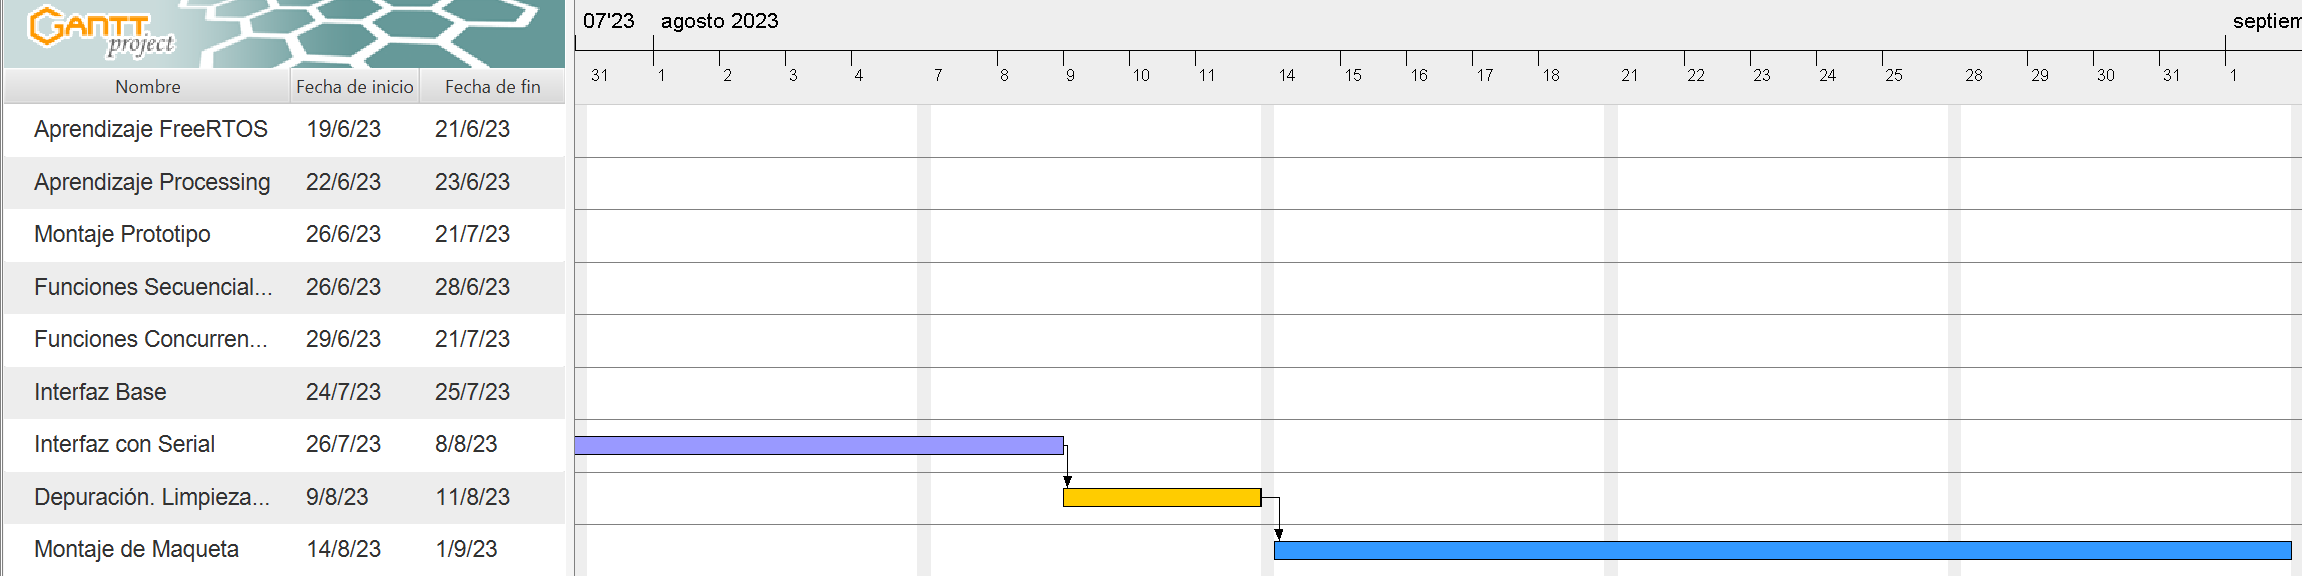 GANTT project
07'23 agosto 2023 septiem
31 1 2 3 4 7 8 9 10 11 14 15 16 17 18 21 22 23 24 25 28 29 30 31 1
Nombre Fecha de inicio Fecha de fin
Aprendizaje FreeRTOS 19/6/23 21/6/23
Aprendizaje Processing 22/6/23 23/6/23
Montaje Prototipo 26/6/23 21/7/23
Funciones Secuencial... 26/6/23 28/6/23
Funciones Concurren... 29/6/23 21/7/23
Interfaz Base 24/7/23 25/7/23
Interfaz con Serial 26/7/23 8/8/23
Depuración. Limpieza... 9/8/23 11/8/23
Montaje de Maqueta 14/8/23 1/9/23